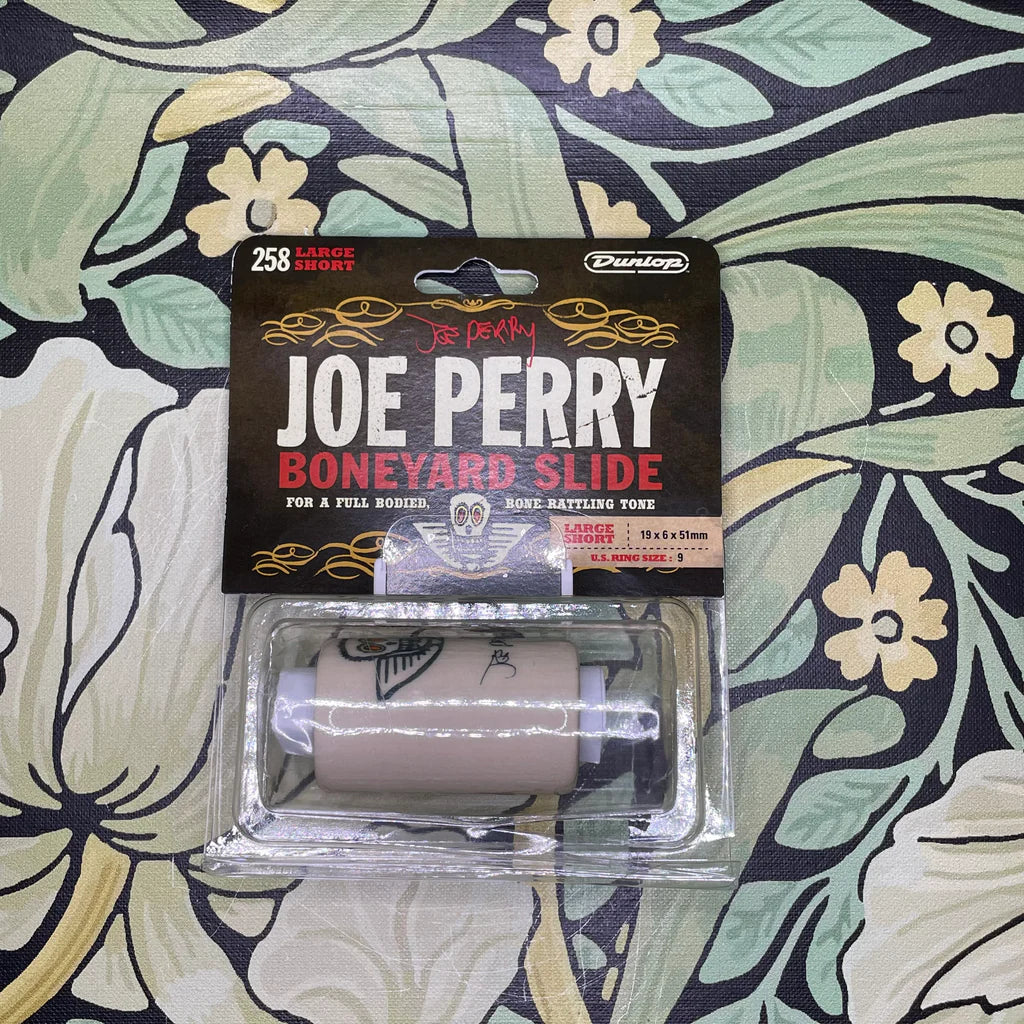 258 LARGE SHORT
Dunlop
JOE PERRY
JOE PERRY
BONEYARD SLIDE
FOR A FULL BODIED, BONE RATTLING TONE
LARGE SHORT
19 x 6 x 51mm
U.S. RING SIZE: 9